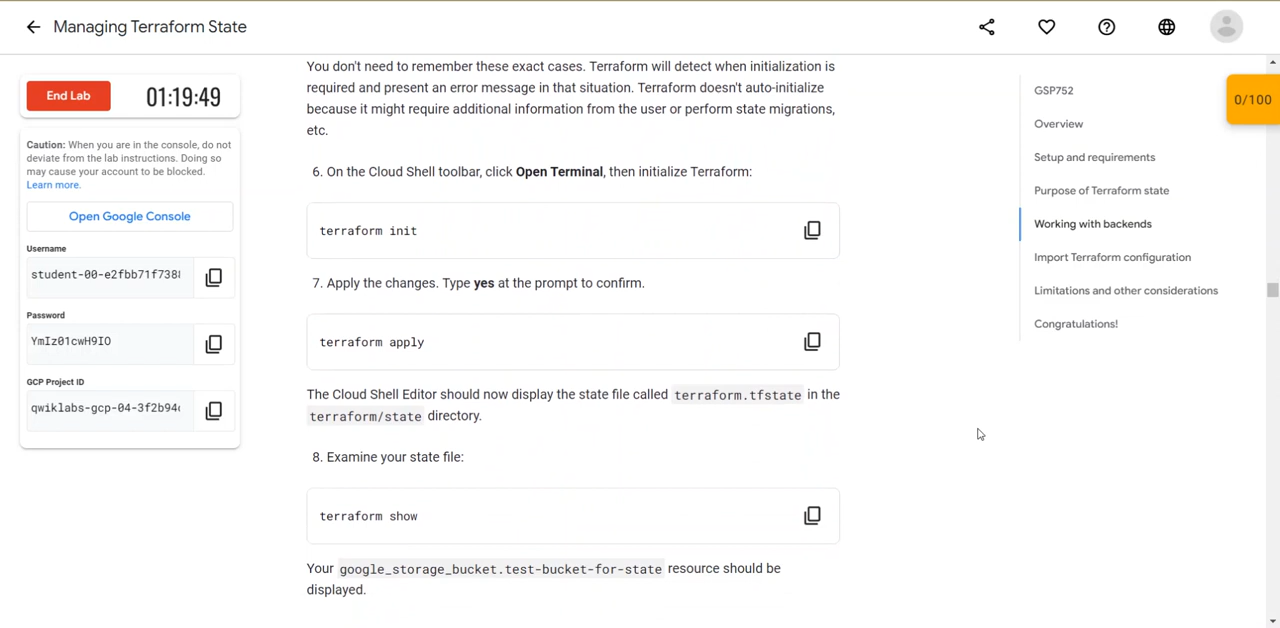 Managing Terraform State
End Lab
01:19:49
Caution: When you are in the console, do not
deviate from the lab instructions. Doing so
may cause your account to be blocked.
Learn more.
Open Google Console
Username
student-00-e2fbb71f738
Password
YmIz01cwH9IO
GCP Project ID
qwiklabs-gcp-04-3f2b94
You don't need to remember these exact cases. Terraform will detect when initialization is
required and present an error message in that situation. Terraform doesn't auto-initialize
because it might require additional information from the user or perform state migrations,
etc.
6. On the Cloud Shell toolbar, click Open Terminal, then initialize Terraform:
terraform init
7. Apply the changes. Type yes at the prompt to confirm.
terraform apply
The Cloud Shell Editor should now display the state file called terraform.tfstate in the
terraform/state directory.
8. Examine your state file:
terraform show
Your google_storage_bucket.test-bucket-for-state resource should be
displayed.
GSP752
Overview
Setup and requirements
Purpose of Terraform state
Working with backends
Import Terraform configuration
Limitations and other considerations
Congratulations!
0/100